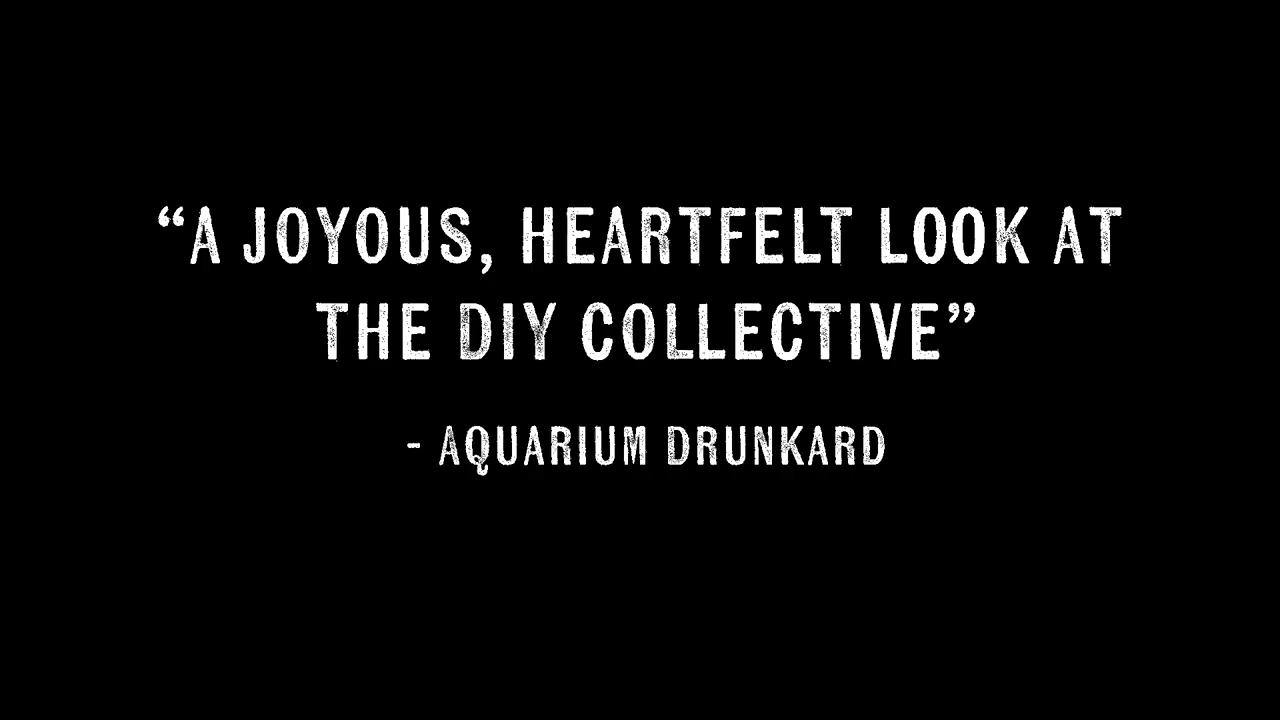 “A JOYOUS, HEARTFELT LOOK AT
THE DIY COLLECTIVE”
- AQUARIUM DRUNKARD